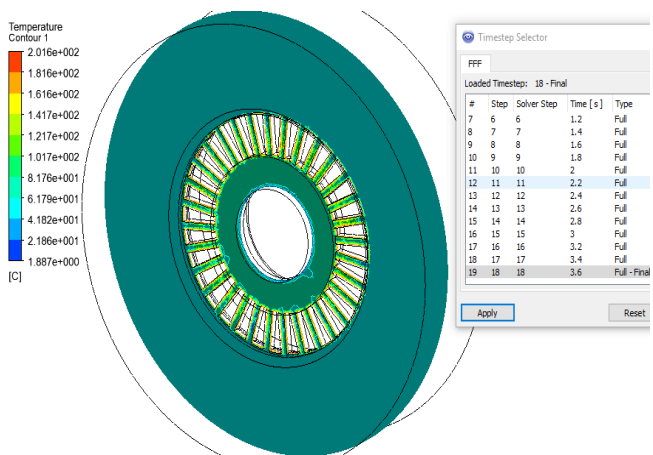 Temperature
Contour 1
2.016e+002
1.816e+002
1.617e+002
1.417e+002
1.217e+002
1.017e+002
8.176e+001
6.179e+001
4.182e+001
2.186e+001
1.887e+000
[C]
Timestep Selector
FFF
Loaded Timestep: 18 - Final
# Step Solver Step Time [ s ] Type
7 6 6 1.2 Full
8 7 7 1.4 Full
9 8 8 1.6 Full
10 9 9 1.8 Full
11 10 10 2 Full
12 11 11 2.2 Full
13 12 12 2.4 Full
14 13 13 2.6 Full
15 14 14 2.8 Full
16 15 15 3 Full
17 16 16 3.2 Full
18 17 17 3.4 Full
19 18 18 3.6 Full - Final
Apply Reset